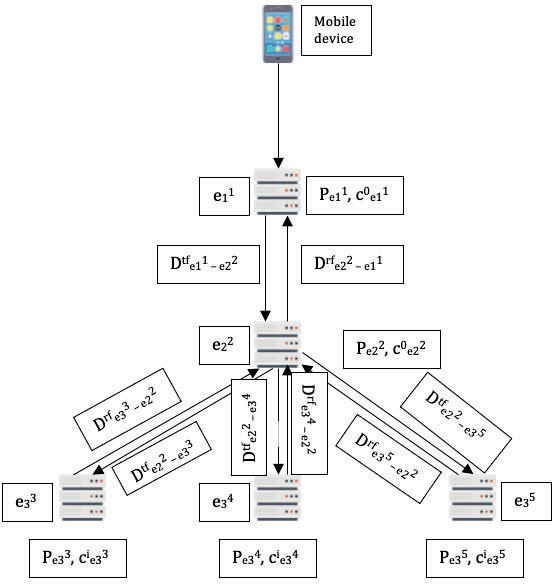 Mobile
device
e₁¹
Pₑ₁¹, c⁰ₑ₁¹
Dᵗᶠₑ₁¹ – ₑ₂²
Dʳᶠₑ₂² – ₑ₁¹
e₂²
Pₑ₂², c⁰ₑ₂²
Dʳᶠₑ₃³ – ₑ₂²
Dᵗᶠₑ₂² – ₑ₃³
Dᵗᶠₑ₂² – ₑ₃⁴
Dʳᶠₑ₃⁴ – ₑ₂²
Dʳᶠₑ₃⁵ – ₑ₂²
Dᵗᶠₑ₂² – ₑ₃⁵
e₃³
e₃⁴
e₃⁵
Pₑ₃³, cⁱₑ₃³
Pₑ₃⁴, cⁱₑ₃⁴
Pₑ₃⁵, cⁱₑ₃⁵